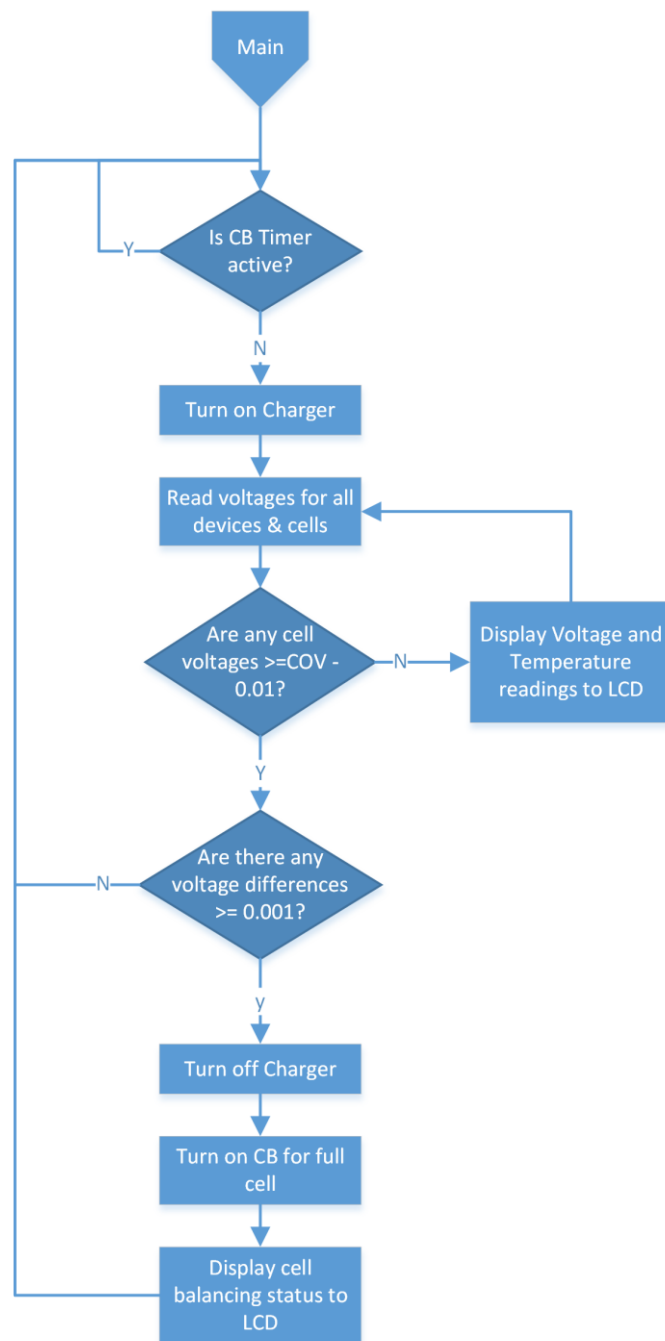 Main
Is CB Timer
active?
Y
N
Turn on Charger
Read voltages for all
devices & cells
Are any cell
voltages >=COV -
0.01?
N
Display Voltage and
Temperature
readings to LCD
Y
Are there any
voltage differences
>= 0.001?
N
y
Turn off Charger
Turn on CB for full
cell
Display cell
balancing status to
LCD